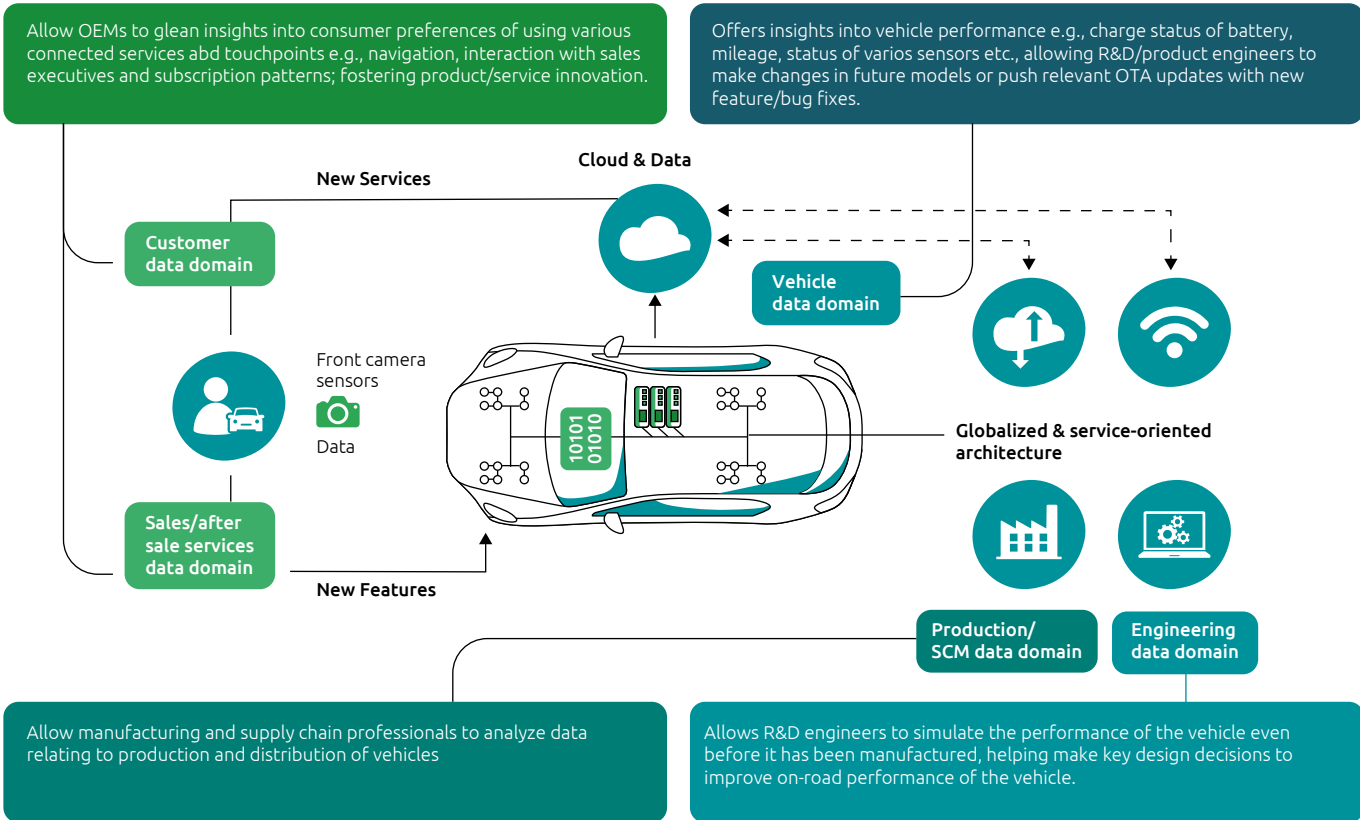 Allow OEMs to glean insights into consumer preferences of using various
connected services abd touchpoints e.g., navigation, interaction with sales
executives and subscription patterns; fostering product/service innovation.
Offers insights into vehicle performance e.g., charge status of battery,
mileage, status of varios sensors etc., allowing R&D/product engineers to
make changes in future models or push relevant OTA updates with new
feature/bug fixes.
Cloud & Data
New Services
Customer
data domain
Vehicle
data domain
Front camera
sensors
Data
10101
01010
Globalized & service-oriented
architecture
Sales/after
sale services
data domain
New Features
Production/
SCM data domain
Engineering
data domain
Allow manufacturing and supply chain professionals to analyze data
relating to production and distribution of vehicles
Allows R&D engineers to simulate the performance of the vehicle even
before it has been manufactured, helping make key design decisions to
improve on-road performance of the vehicle.